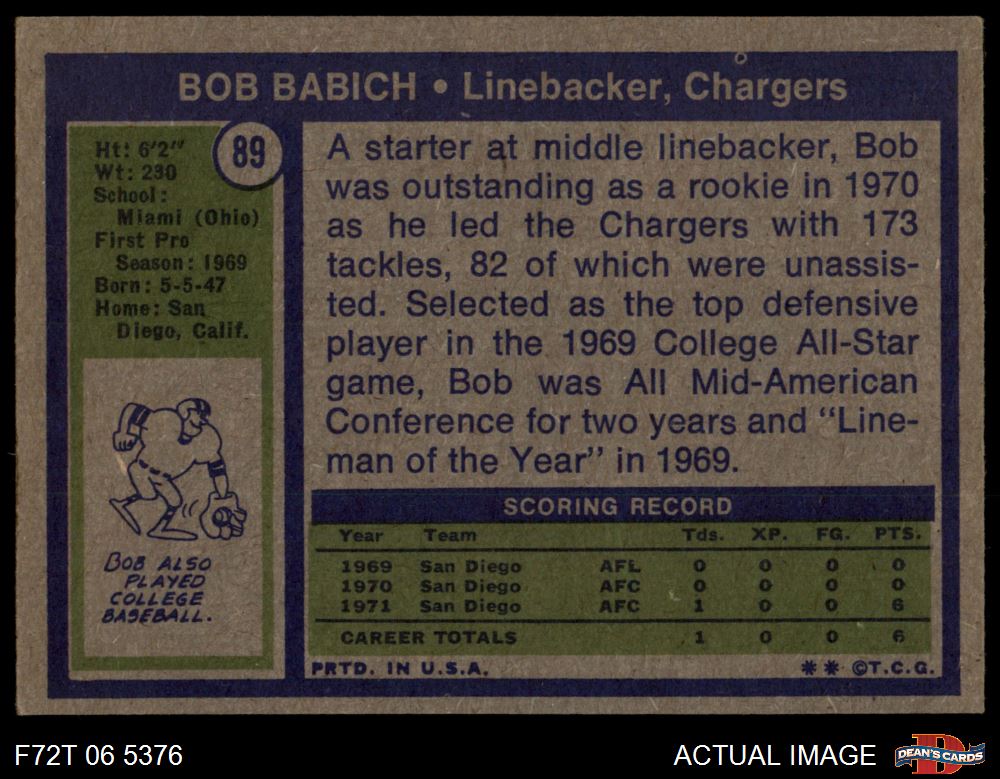 BOB BABICH • Linebacker, Chargers
89
Ht: 6'2"
Wt: 230
School:
Miami (Ohio)
First Pro
Season: 1969
Born: 5-5-47
Home: San
Diego, Calif.
BOB ALSO
PLAYED
COLLEGE
BASEBALL.
A starter at middle linebacker, Bob
was outstanding as a rookie in 1970
as he led the Chargers with 173
tackles, 82 of which were unassis-
ted. Selected as the top defensive
player in the 1969 College All-Star
game, Bob was All Mid-American
Conference for two years and “Line-
man of the Year” in 1969.
SCORING RECORD
Year Team Tds. XP. FG. PTS.
1969 San Diego AFL 0 0 0 0
1970 San Diego AFC 0 0 0 0
1971 San Diego AFC 1 0 0 6
CAREER TOTALS 1 0 0 6
PRTD. IN U.S.A. ** ©T.C.G.
F72T 06 5376 ACTUAL IMAGE
DEAN'S CARDS